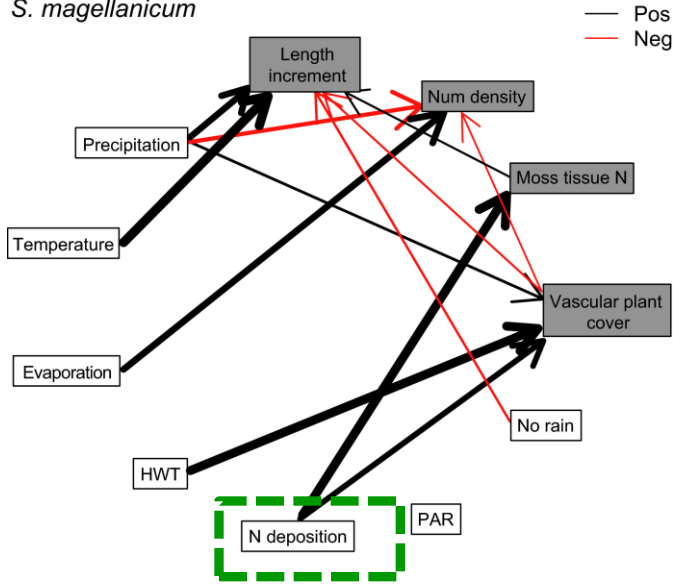 S. magellanicum
Pos
Neg
Length
increment
Num density
Precipitation
Moss tissue N
Temperature
Vascular plant
cover
Evaporation
No rain
HWT
PAR
N deposition